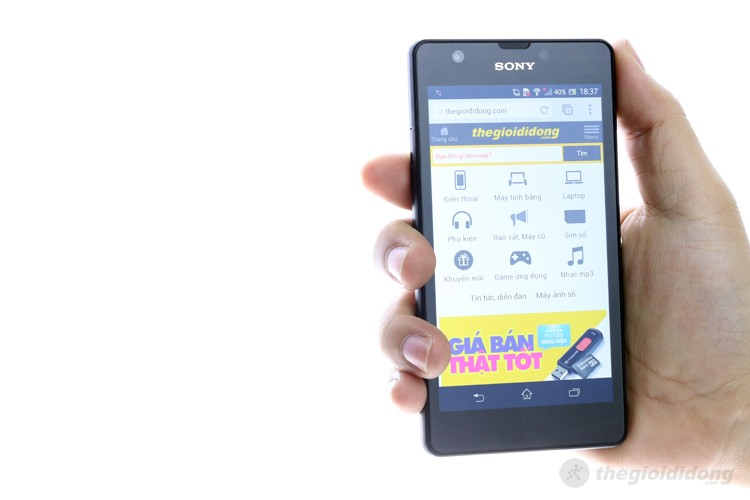 SONY
40% 18:37
m.thegioididong.com
thegioididong
.com
Trang chủ
Menu
Bạn tìm gì hôm nay?
Tìm
Điện thoại
Máy tính bảng
Laptop
Phụ kiện
Rao vặt, Máy cũ
Sim số
Khuyến mãi
Game ứng dụng
Nhạc mp3
Tin tức, diễn đàn
Máy ảnh số
GIÁ BÁN
THẬT TỐT
thegioididong
.com